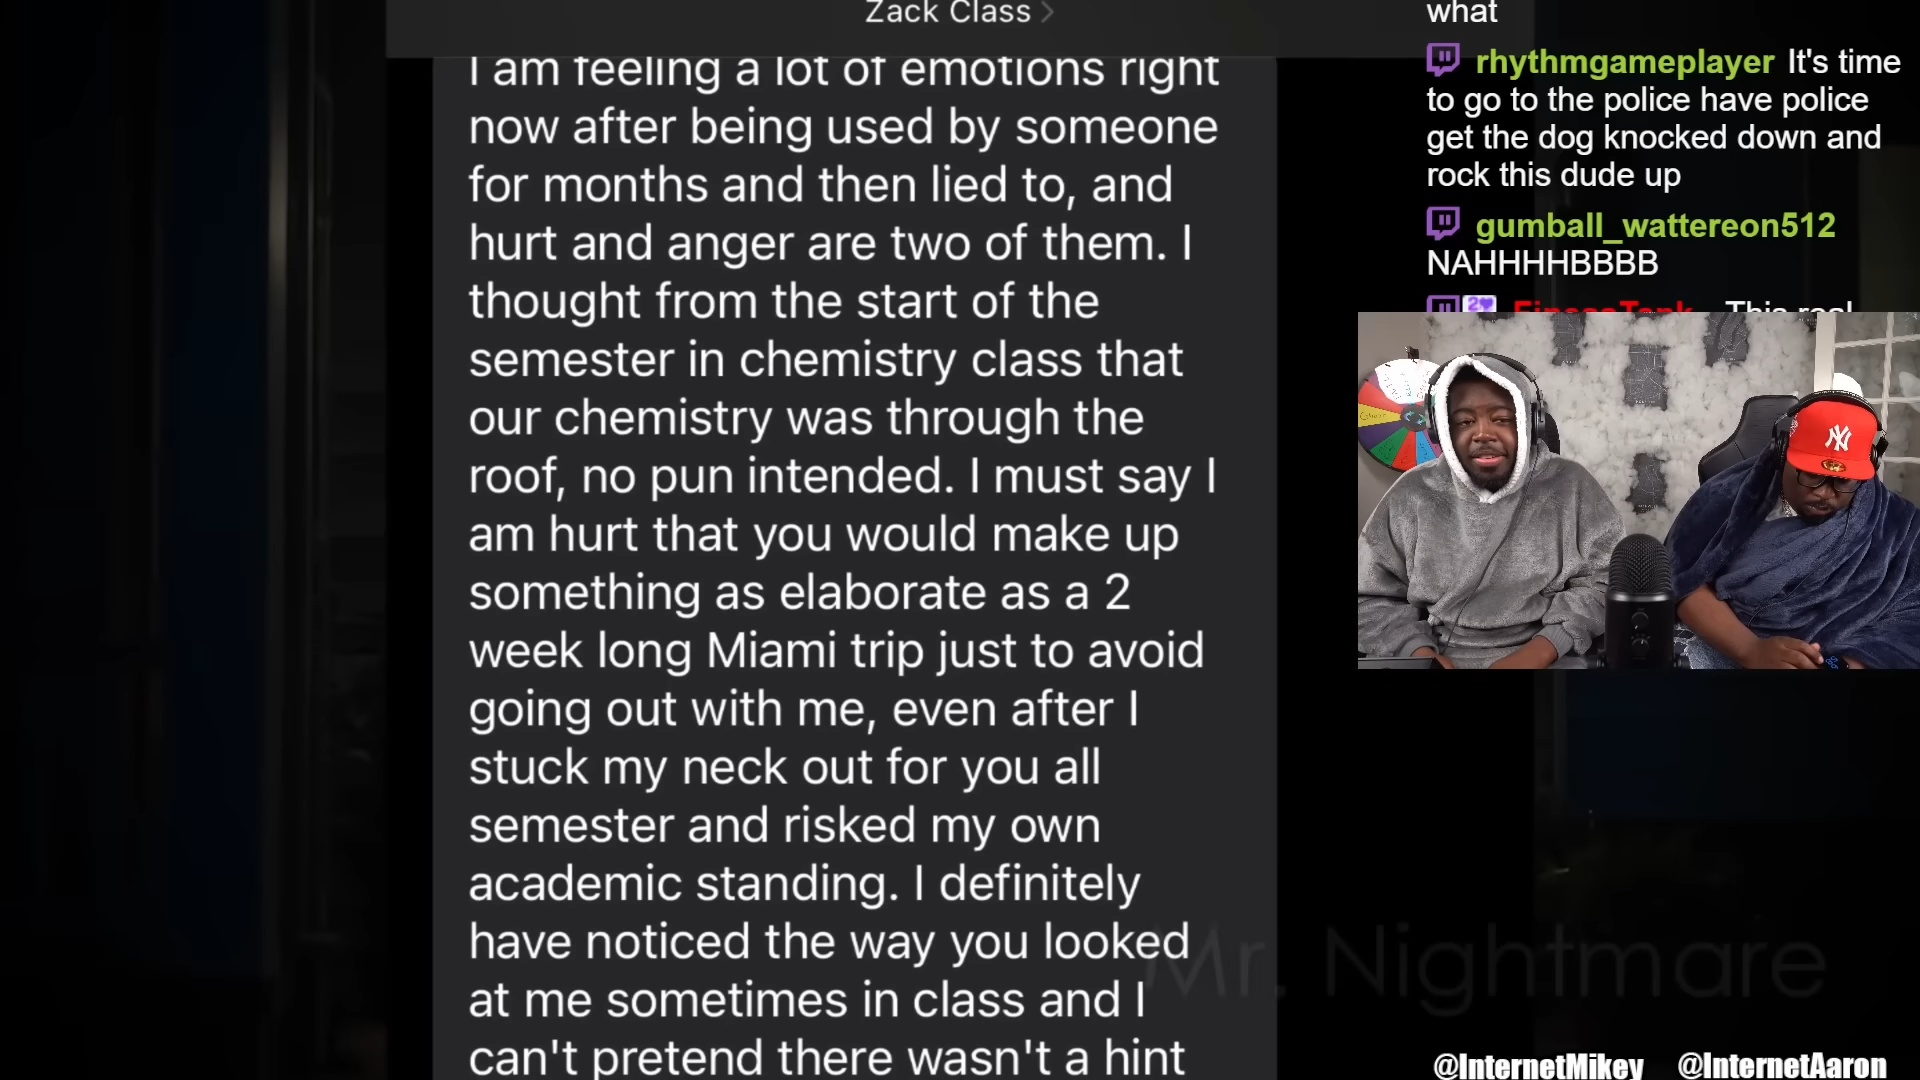 Zack Class
I am feeling a lot of emotions right
now after being used by someone
for months and then lied to, and
hurt and anger are two of them. I
thought from the start of the
semester in chemistry class that
our chemistry was through the
roof, no pun intended. I must say I
am hurt that you would make up
something as elaborate as a 2
week long Miami trip just to avoid
going out with me, even after I
stuck my neck out for you all
semester and risked my own
academic standing. I definitely
have noticed the way you looked
at me sometimes in class and I
can't pretend there wasn't a hint
what
rhythmgameplayer It's time
to go to the police have police
get the dog knocked down and
rock this dude up
gumball_wattereon512
NAHHHHBBBB
This real
NY
Mr. Nightmare
@InternetMikey @InternetAaron